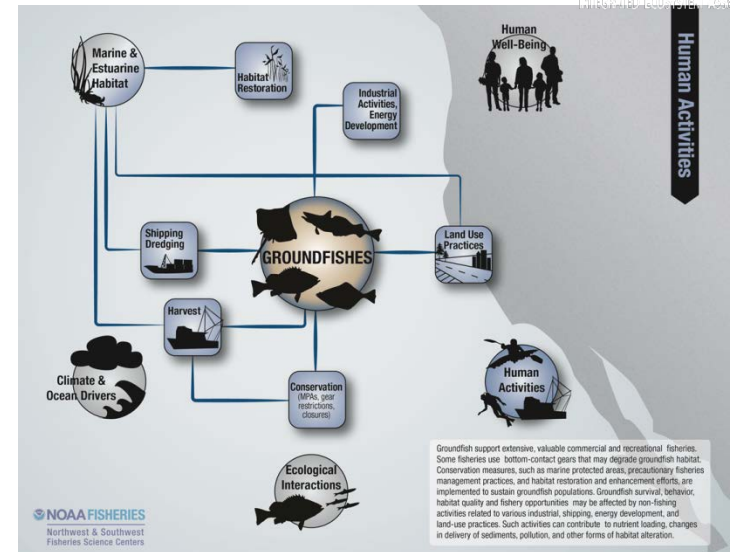 Marine &
Estuarine
Habitat
Habitat
Restoration
Industrial
Activities,
Energy
Development
Human
Well-Being
Human Activities
Shipping
Dredging
GROUNDFISHES
Land Use
Practices
Harvest
Climate &
Ocean Drivers
Conservation
(MPAs, gear
restrictions,
closures)
Human
Activities
Ecological
Interactions
Groundfish support extensive, valuable commercial and recreational fisheries.
Some fisheries use bottom-contact gears that may degrade groundfish habitat.
Conservation measures, such as marine protected areas, precautionary fisheries
management practices, and habitat restoration and enhancement efforts, are
implemented to sustain groundfish populations. Groundfish survival, behavior,
habitat quality and fishery opportunities may be affected by non-fishing
activities related to various industrial, shipping, energy development, and
land-use practices. Such activities can contribute to nutrient loading, changes
in delivery of sediments, pollution, and other forms of habitat alteration.
NOAA FISHERIES
Northwest & Southwest
Fisheries Science Centers